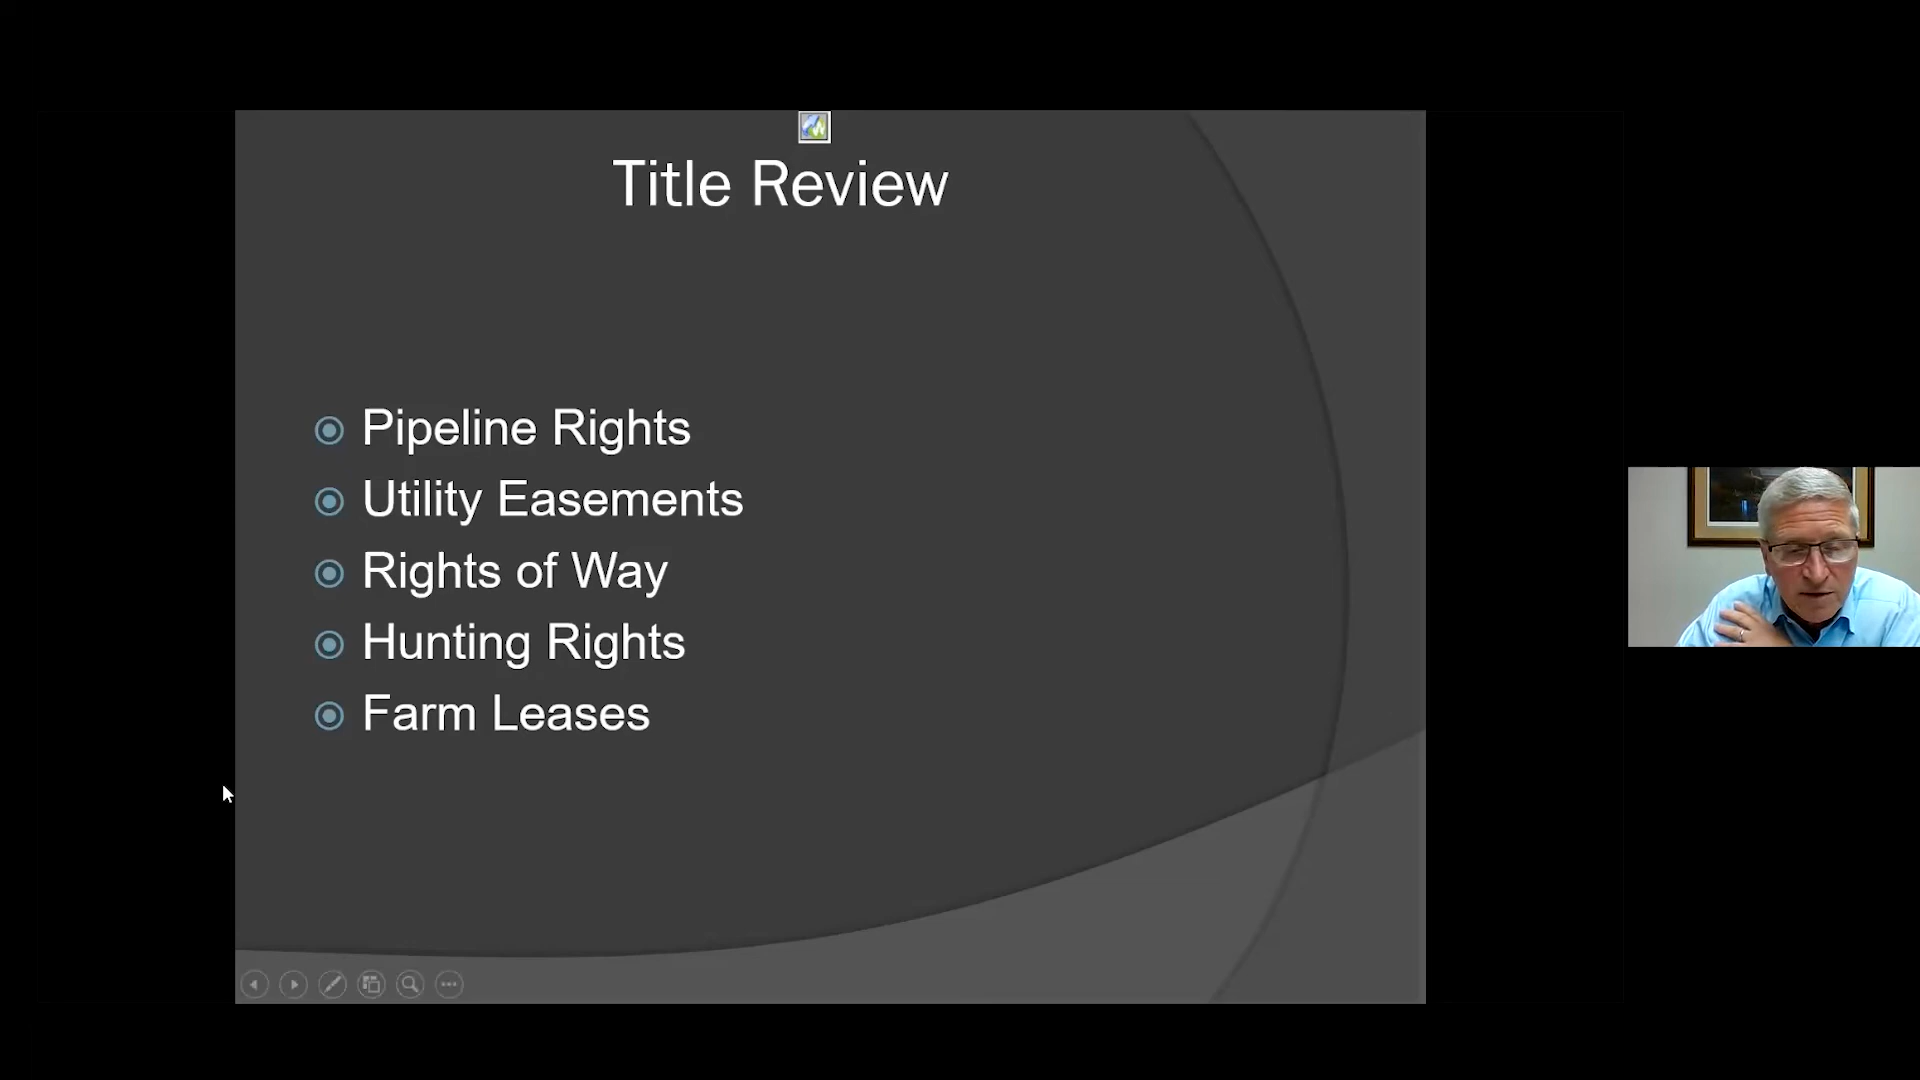 Title Review
Pipeline Rights
Utility Easements
Rights of Way
Hunting Rights
Farm Leases